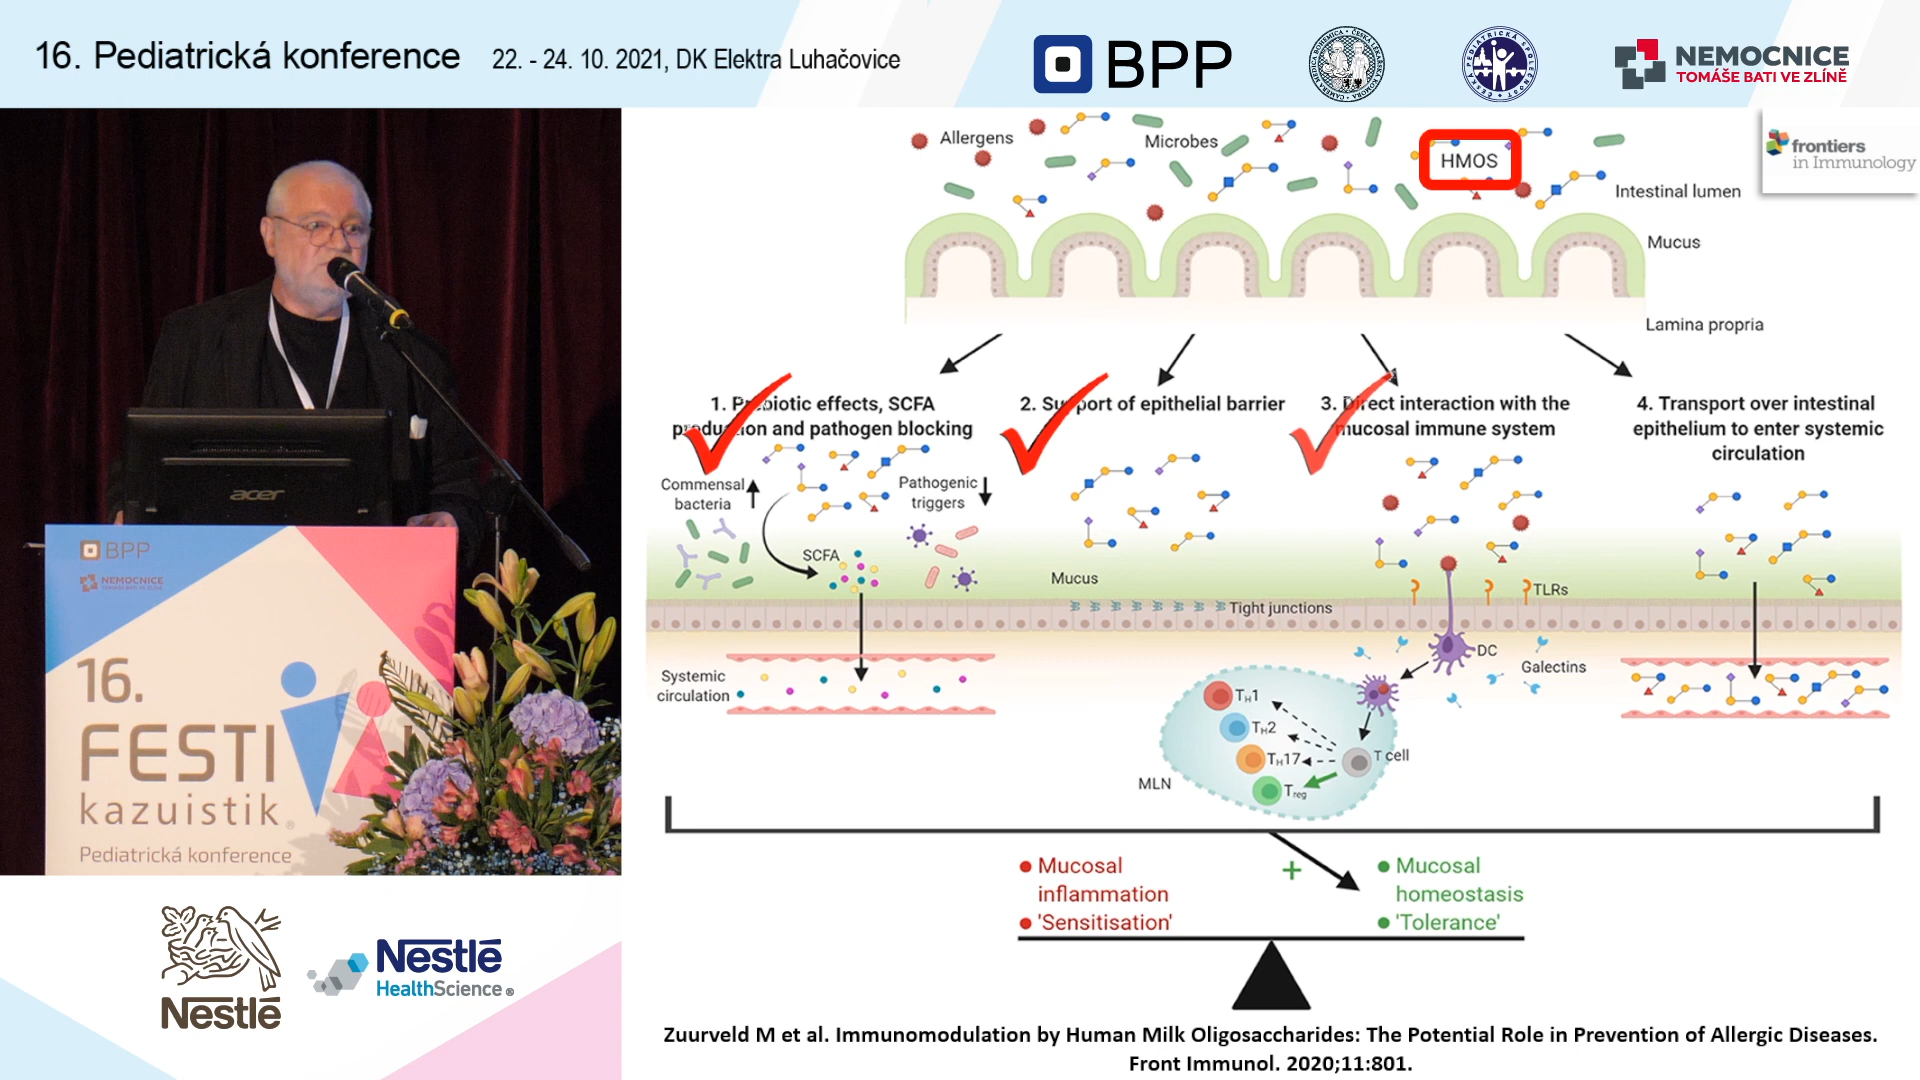 16. Pediatrická konference 22. - 24. 10. 2021, DK Elektra Luhačovice
BPP
NEMOCNICE
TOMÁŠE BATI VE ZLÍNĚ
frontiers
in Immunology
Allergens
Microbes
HMOS
Intestinal lumen
Mucus
Lamina propria
1. Prebiotic effects, SCFA
production and pathogen blocking
2. Support of epithelial barrier
3. Direct interaction with the
mucosal immune system
4. Transport over intestinal
epithelium to enter systemic
circulation
Commensal
bacteria
Pathogenic
triggers
SCFA
Systemic
circulation
Mucus
Tight junctions
TLRs
DC
Galectins
TH1
TH2
TH17
Treg
T cell
MLN
• Mucosal
inflammation
• 'Sensitisation'
+
• Mucosal
homeostasis
• 'Tolerance'
Zuurveld M et al. Immunomodulation by Human Milk Oligosaccharides: The Potential Role in Prevention of Allergic Diseases.
Front Immunol. 2020;11:801.
acer
BPP
NEMOCNICE
16.
FESTI
kazuistik®
Pediatrická konference
Nestlé
Nestlé
HealthScience®